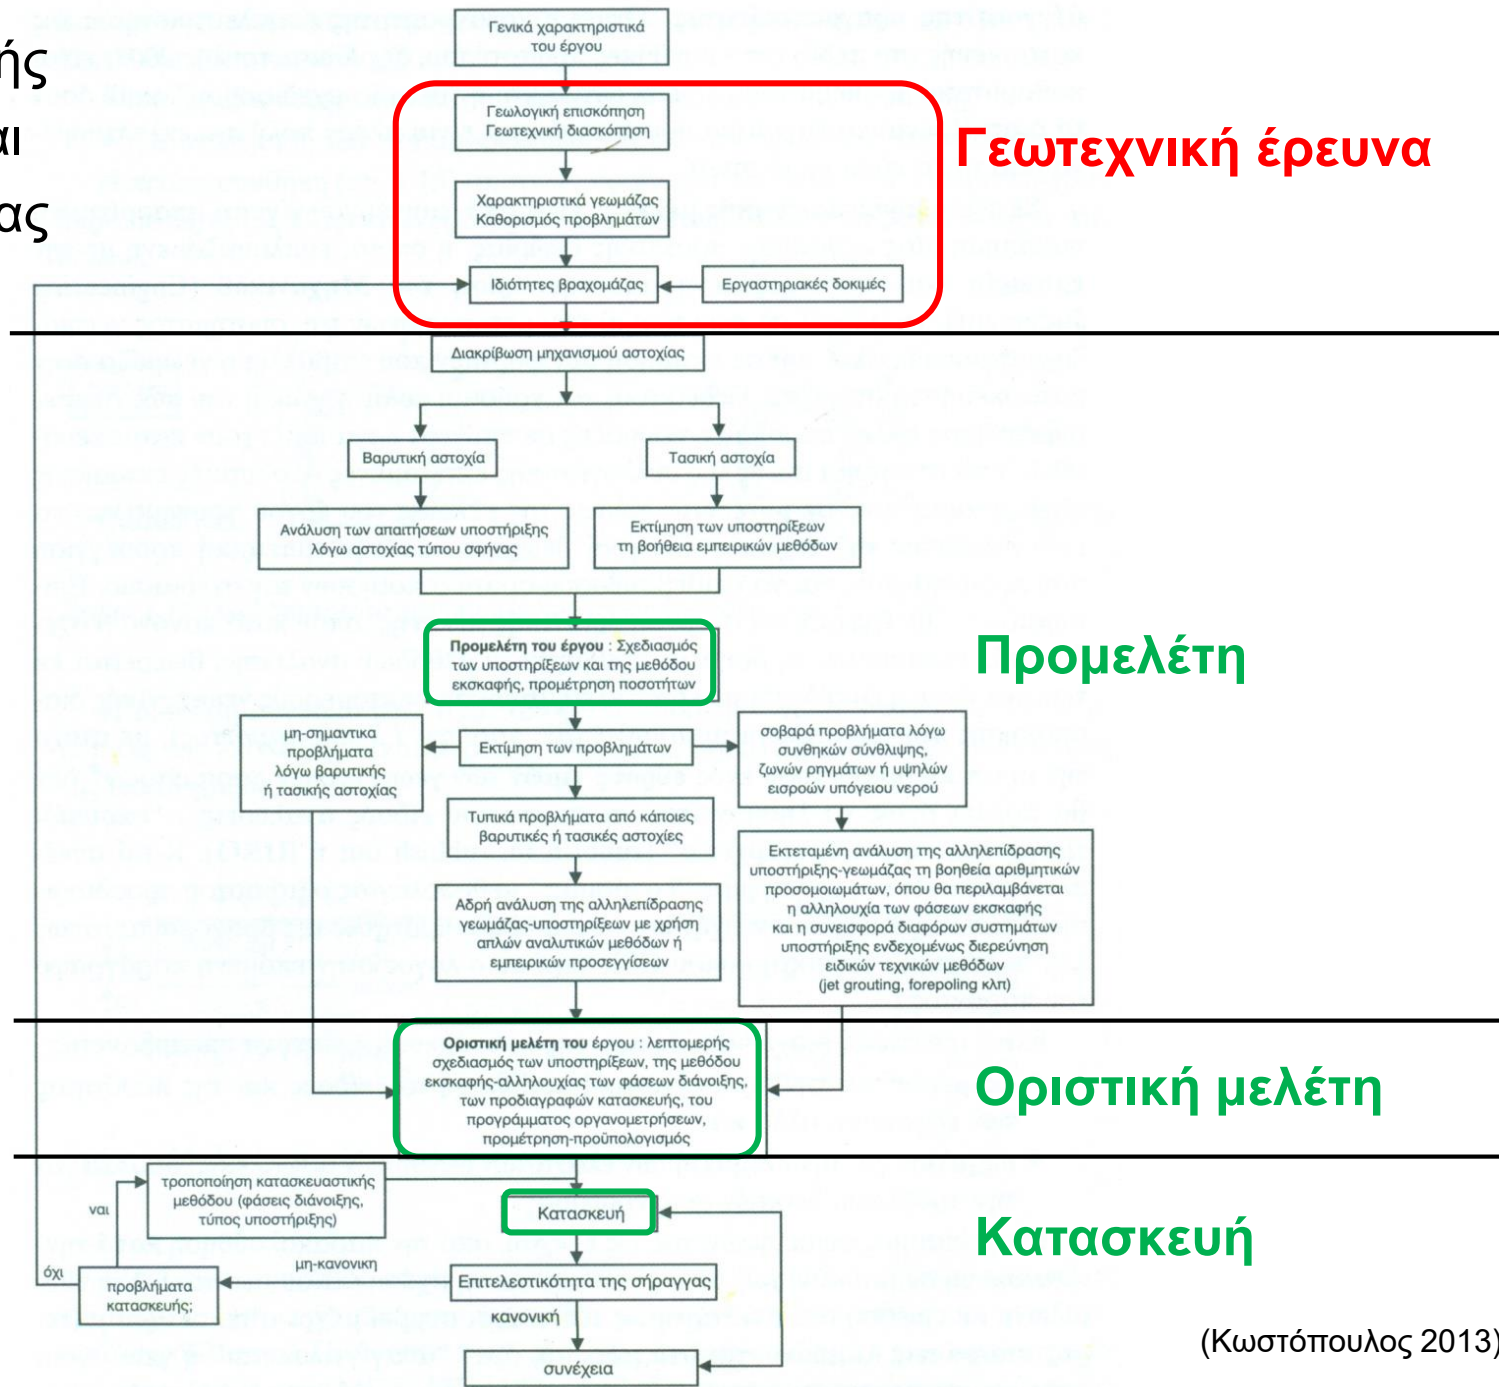 ής
αι
ας
Γενικά χαρακτηριστικά
του έργου
Γεωλογική επισκόπηση
Γεωτεχνική διασκόπηση
Γεωτεχνική έρευνα
Χαρακτηριστικά γεωμάζας
Καθορισμός προβλημάτων
Ιδιότητες βραχομάζας
Εργαστηριακές δοκιμές
Διακρίβωση μηχανισμού αστοχίας
Βαρυτική αστοχία
Τασική αστοχία
Ανάλυση των απαιτήσεων υποστήριξης
λόγω αστοχίας τύπου σφήνας
Εκτίμηση των υποστηρίξεων
τη βοήθεια εμπειρικών μεθόδων
Προμελέτη του έργου : Σχεδιασμός
των υποστηρίξεων και της μεθόδου
εκσκαφής, προμέτρηση ποσοτήτων
Προμελέτη
μη-σημαντικα
προβλήματα
λόγω βαρυτικής
ή τασικής αστοχίας
Εκτίμηση των προβλημάτων
σοβαρά προβλήματα λόγω
συνθηκών σύνθλιψης,
ζωνών ρηγμάτων ή υψηλών
εισροών υπόγειου νερού
Τυπικά προβλήματα από κάποιες
βαρυτικές ή τασικές αστοχίες
Εκτεταμένη ανάλυση της αλληλεπίδρασης
υποστήριξης-γεωμάζας τη βοηθεία αριθμητικών
προσομοιωμάτων, όπου θα περιλαμβάνεται
η αλληλουχία των φάσεων εκσκαφής
και η συνεισφορά διαφόρων συστημάτων
υποστήριξης ενδεχομένως διερεύνηση
ειδικών τεχνικών μεθόδων
(jet grouting, forepoling κλπ)
Αδρή ανάλυση της αλληλεπίδρασης
γεωμάζας-υποστηρίξεων με χρήση
απλών αναλυτικών μεθόδων ή
εμπειρικών προσεγγίσεων
Οριστική μελέτη του έργου : λεπτομερής
σχεδιασμός των υποστηρίξεων, της μεθόδου
εκσκαφής-αλληλουχίας των φάσεων διάνοιξης,
των προδιαγραφών κατασκευής, του
προγράμματος οργανομετρήσεων,
προμέτρηση-προϋπολογισμός
Οριστική μελέτη
τροποποίηση κατασκευαστικής
μεθόδου (φάσεις διάνοιξης,
τύπος υποστήριξης)
ναι
Κατασκευή
Κατασκευή
όχι
μη-κανονικη
προβλήματα
κατασκευής;
Επιτελεστικότητα της σήραγγας
κανονική
συνέχεια
(Κωστόπουλος 2013)